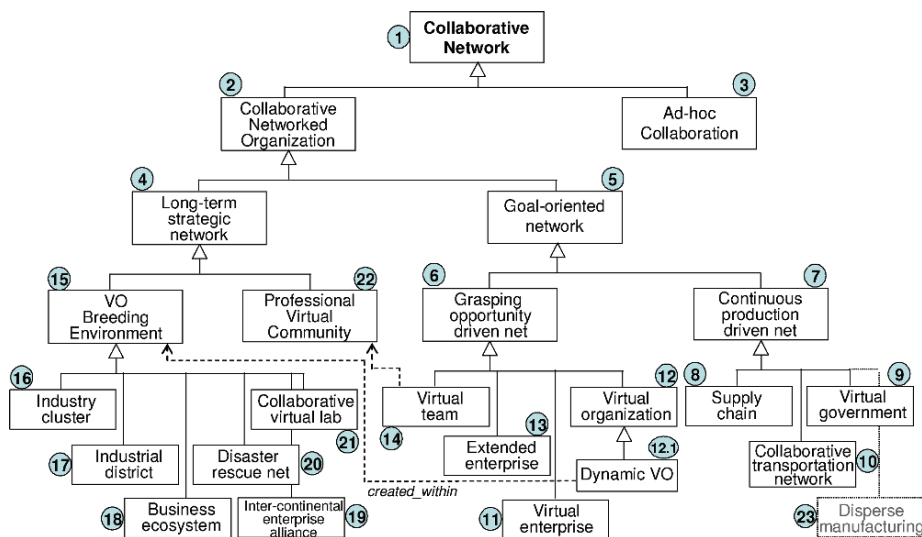 1
Collaborative
Network
2
3
Collaborative
Networked
Organization
Ad-hoc
Collaboration
4
5
Long-term
strategic
network
Goal-oriented
network
15
22
6
7
VO
Breeding
Environment
Professional
Virtual
Community
Grasping
opportunity
driven net
Continuous
production
driven net
16
12
8
9
Industry
cluster
Collaborative
virtual lab
Virtual
team
Virtual
organization
Supply
chain
Virtual
government
21
14
13
12.1
17
Industrial
district
Disaster
rescue net
20
Extended
enterprise
Dynamic VO
Collaborative
transportation
network
10
created_within
18
Business
ecosystem
Inter-continental
enterprise
alliance
19
11
Virtual
enterprise
23
Disperse
manufacturing